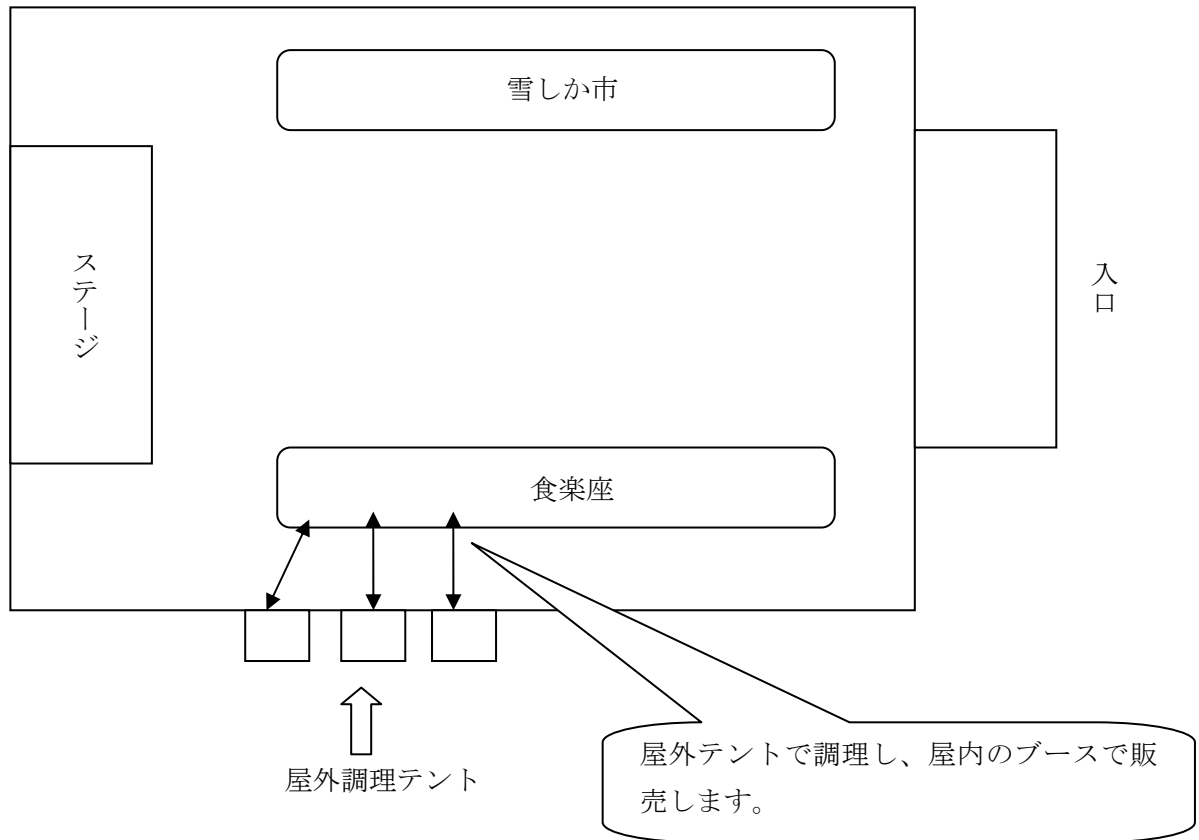 雪しか市
ステージ
入口
食楽座
屋外調理テント
屋外テントで調理し、屋内のブースで販
売します。